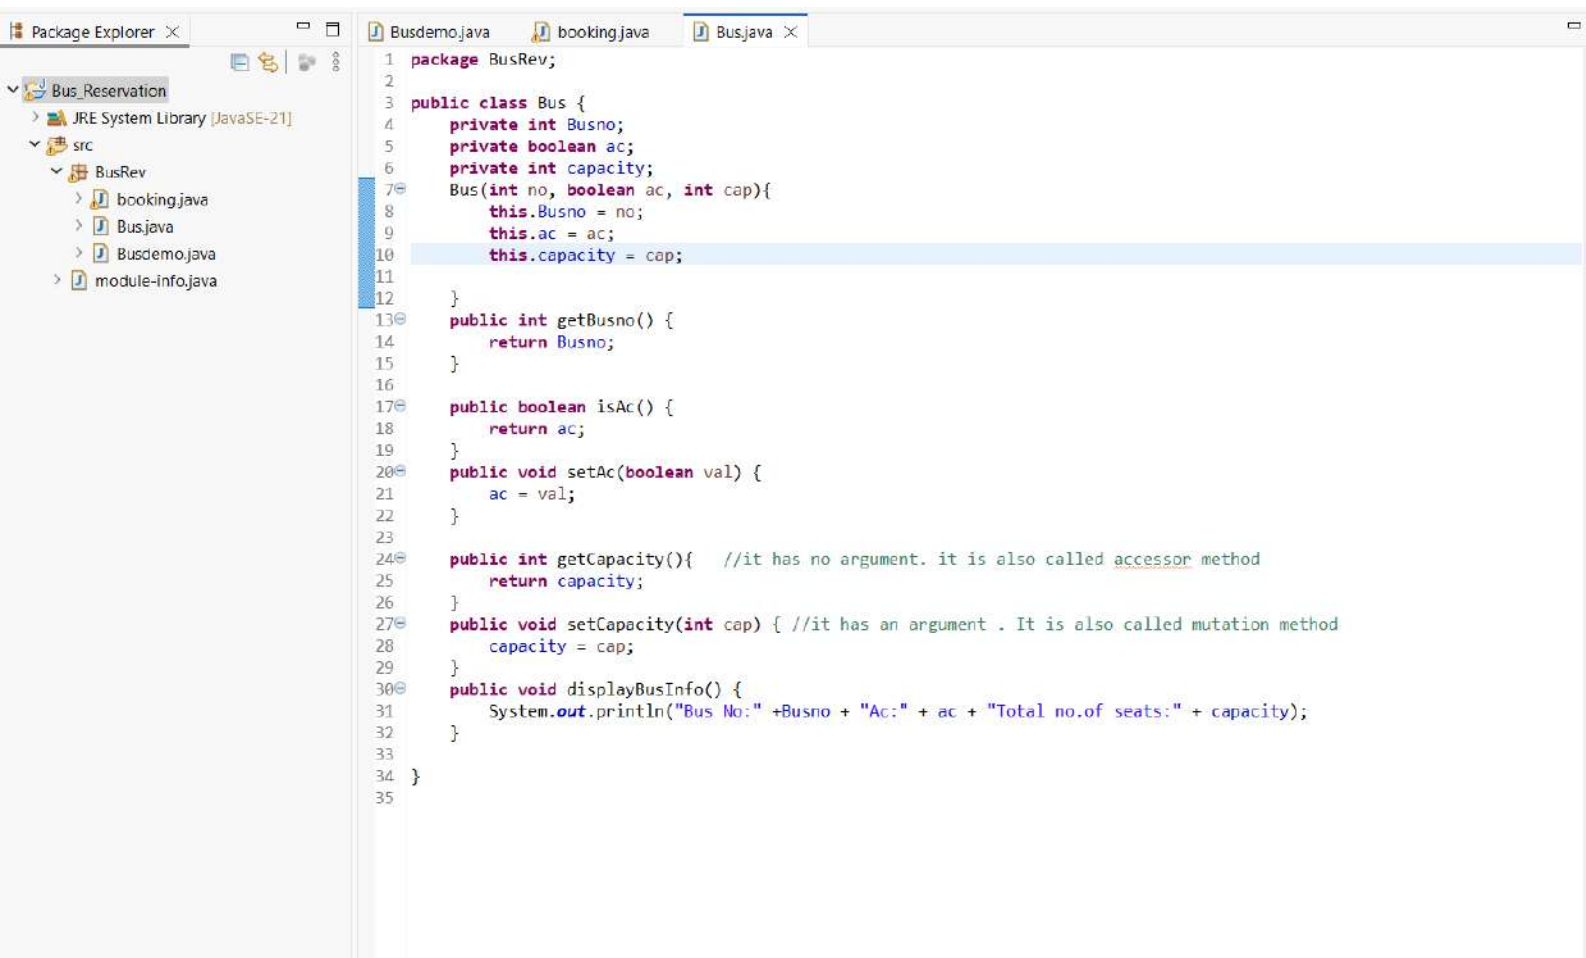 Package Explorer
Bus_Reservation
JRE System Library [JavaSE-21]
src
BusRev
booking.java
Bus.java
Busdemo.java
module-info.java
Busdemo.java booking.java Bus.java
1 package BusRev;
2
3 public class Bus {
4 private int Busno;
5 private boolean ac;
6 private int capacity;
7 Bus(int no, boolean ac, int cap){
8 this.Busno = no;
9 this.ac = ac;
10 this.capacity = cap;
11
12 }
13 public int getBusno() {
14 return Busno;
15 }
16
17 public boolean isAc() {
18 return ac;
19 }
20 public void setAc(boolean val) {
21 ac = val;
22 }
23
24 public int getCapacity(){ //it has no argument. it is also called accessor method
25 return capacity;
26 }
27 public void setCapacity(int cap) { //it has an argument . It is also called mutation method
28 capacity = cap;
29 }
30 public void displayBusInfo() {
31 System.out.println("Bus No:" +Busno + "Ac:" + ac + "Total no.of seats:" + capacity);
32 }
33
34 }
35